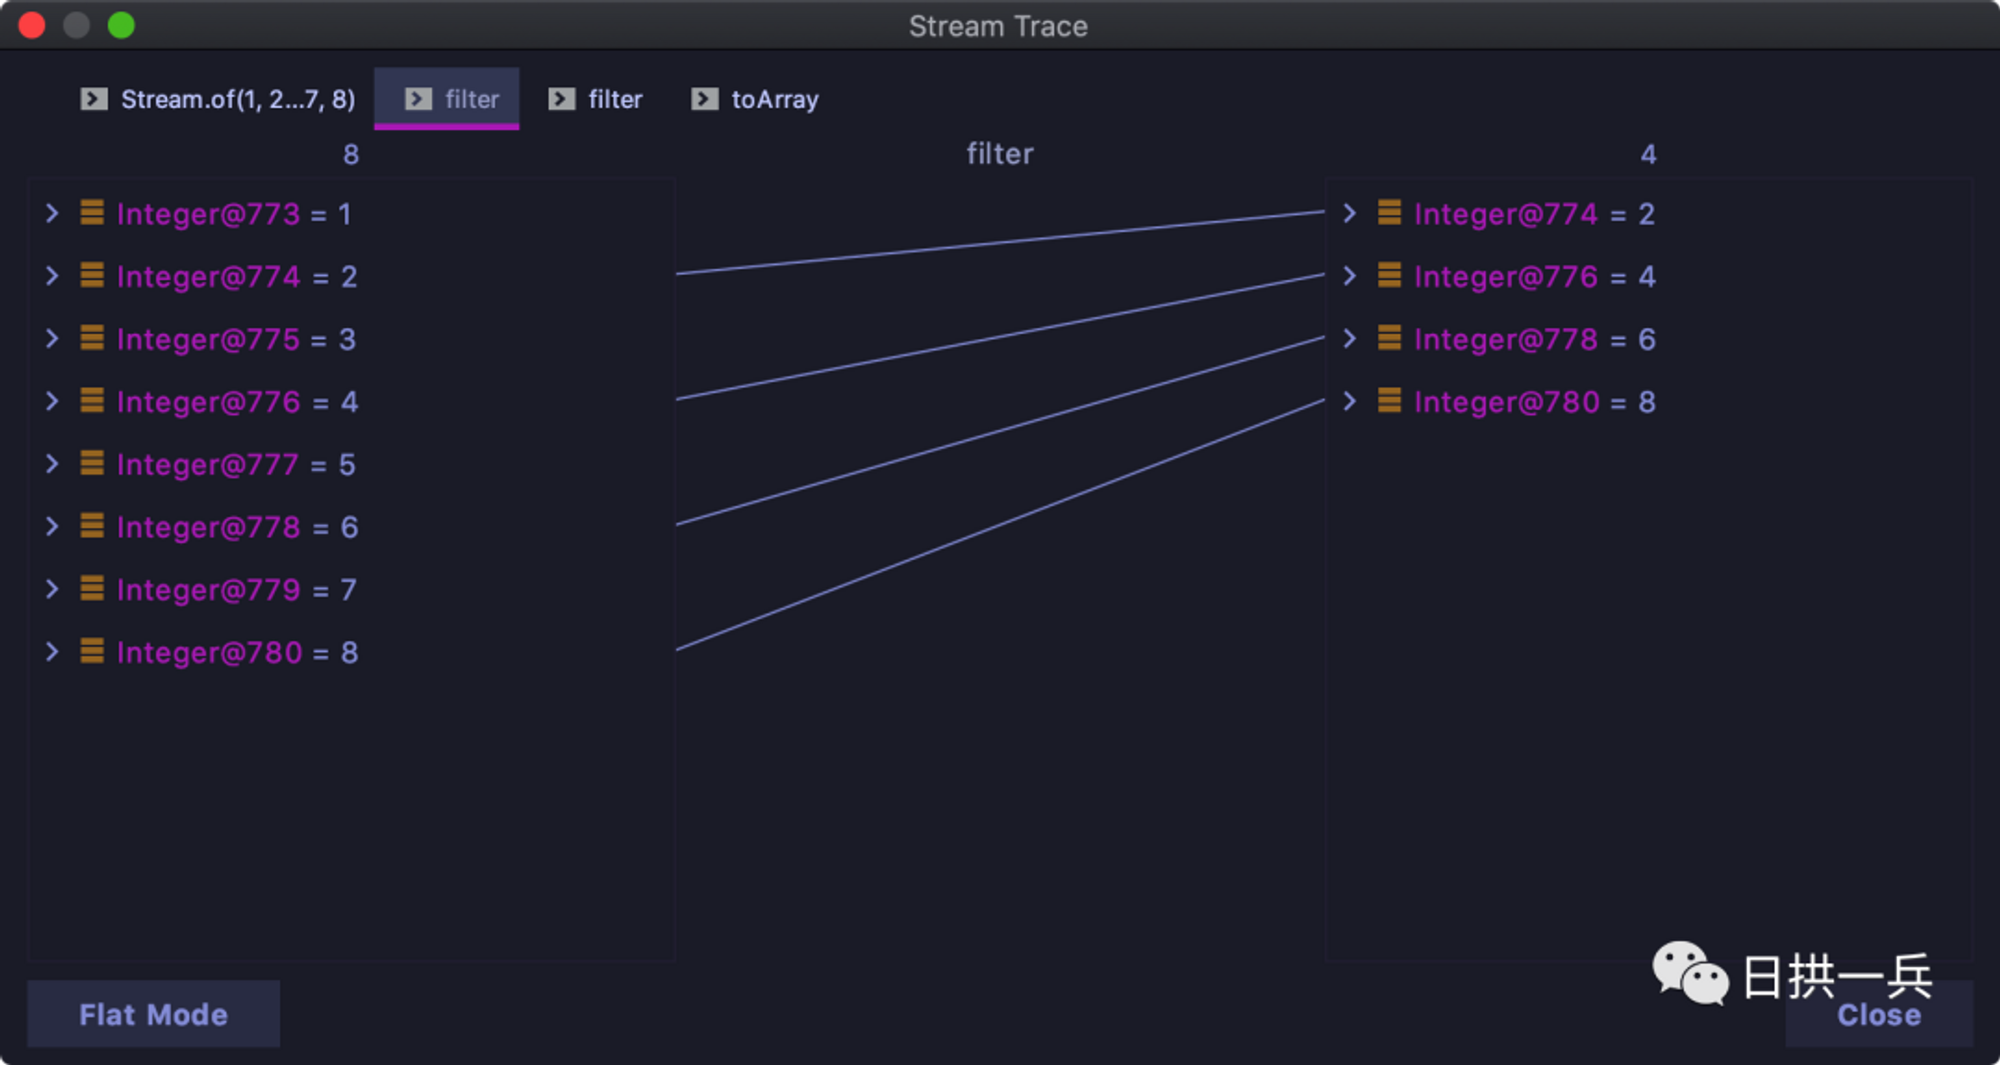 Stream Trace
Stream.of(1, 2...7, 8) filter filter toArray
8 filter 4
Integer@773 = 1 Integer@774 = 2
Integer@774 = 2 Integer@776 = 4
Integer@775 = 3 Integer@778 = 6
Integer@776 = 4 Integer@780 = 8
Integer@777 = 5
Integer@778 = 6
Integer@779 = 7
Integer@780 = 8
日拱一兵
Flat Mode Close